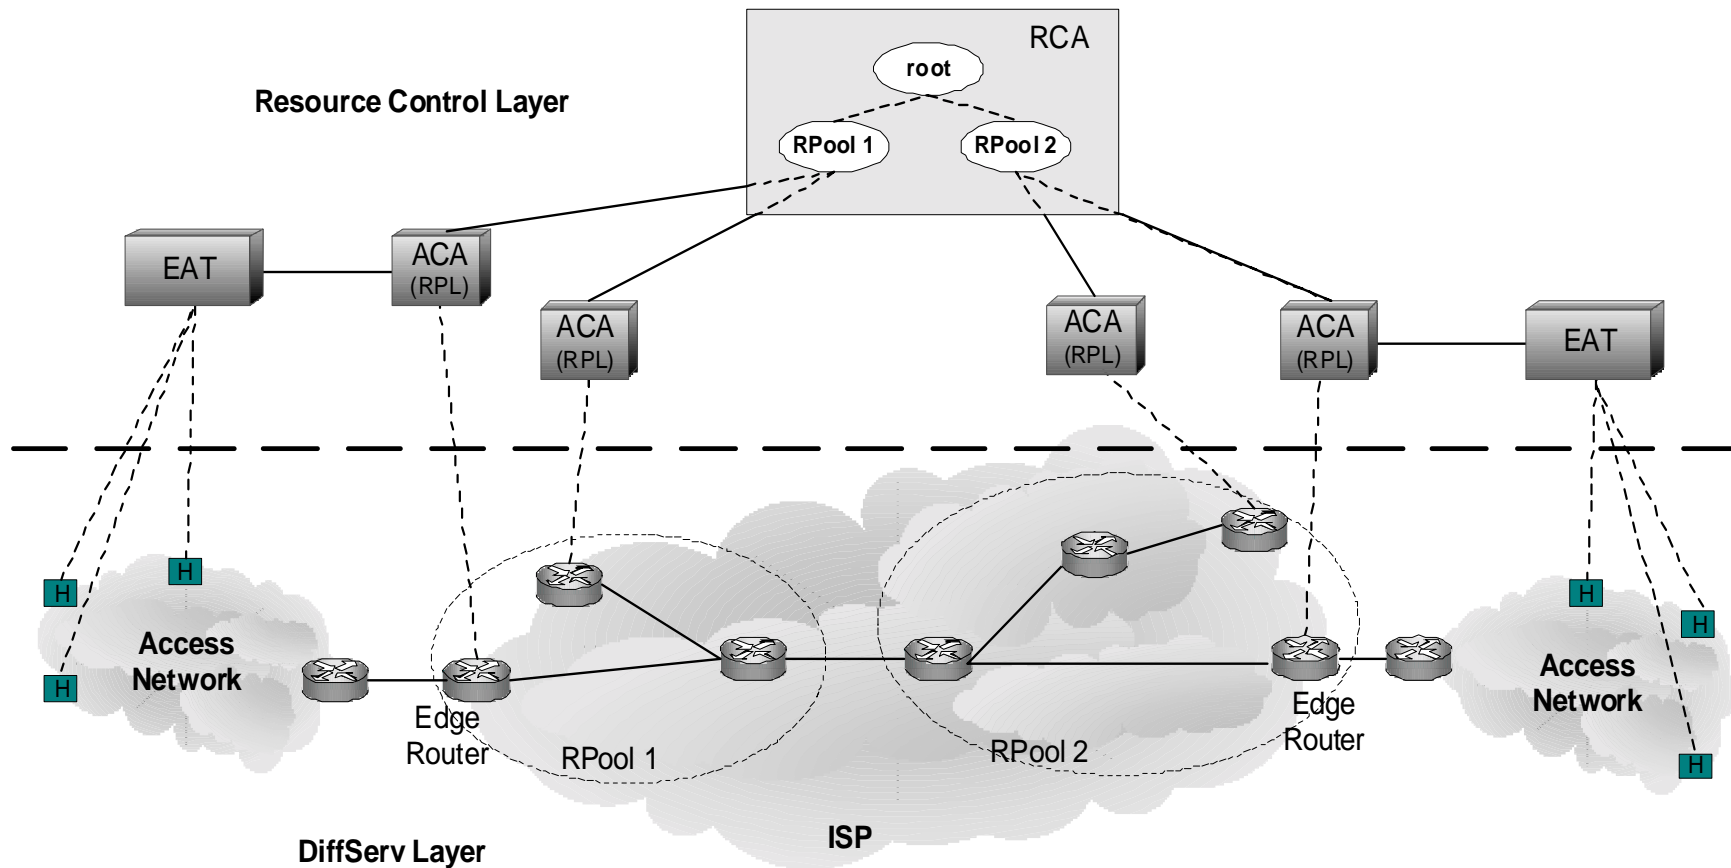 RCA
root
Resource Control Layer
RPool 1
RPool 2
EAT
ACA
(RPL)
ACA
(RPL)
ACA
(RPL)
ACA
(RPL)
EAT
H
H
H
H
H
H
Access
Network
Access
Network
Edge
Router
Edge
Router
RPool 1
RPool 2
ISP
DiffServ Layer